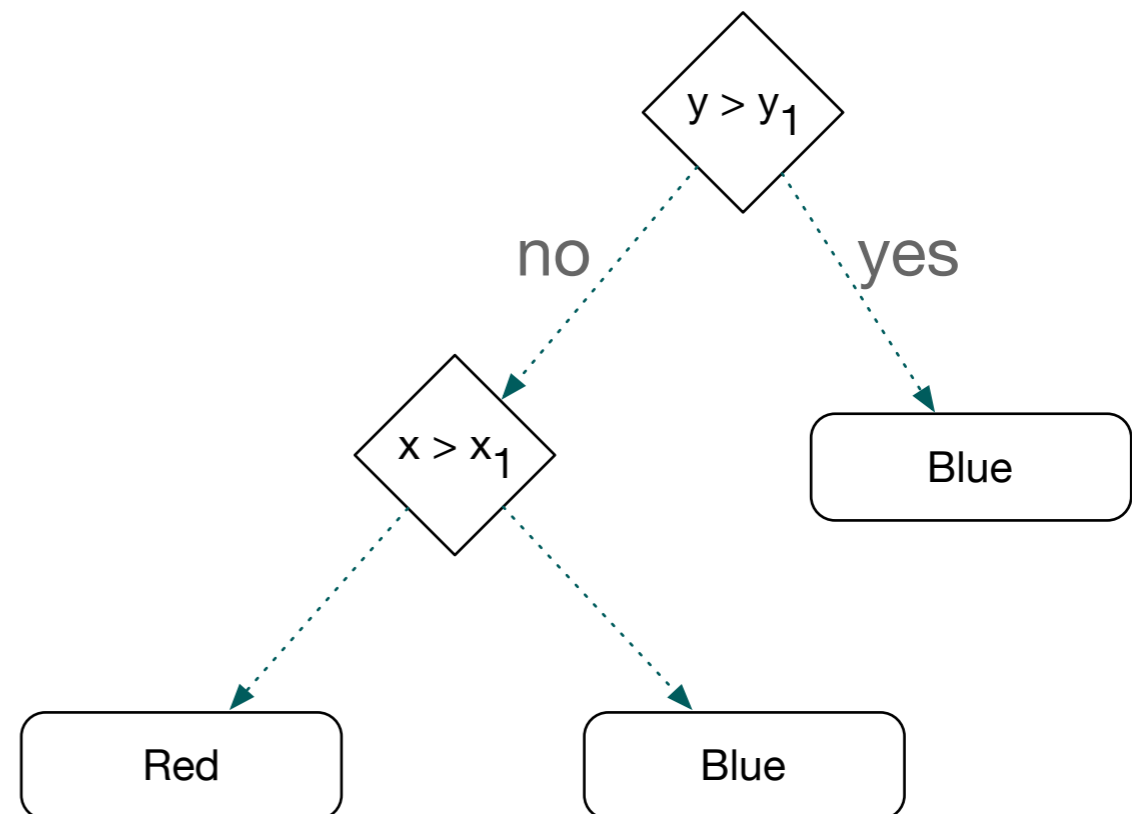 y > y₁
no
yes
x > x₁
Blue
Red
Blue